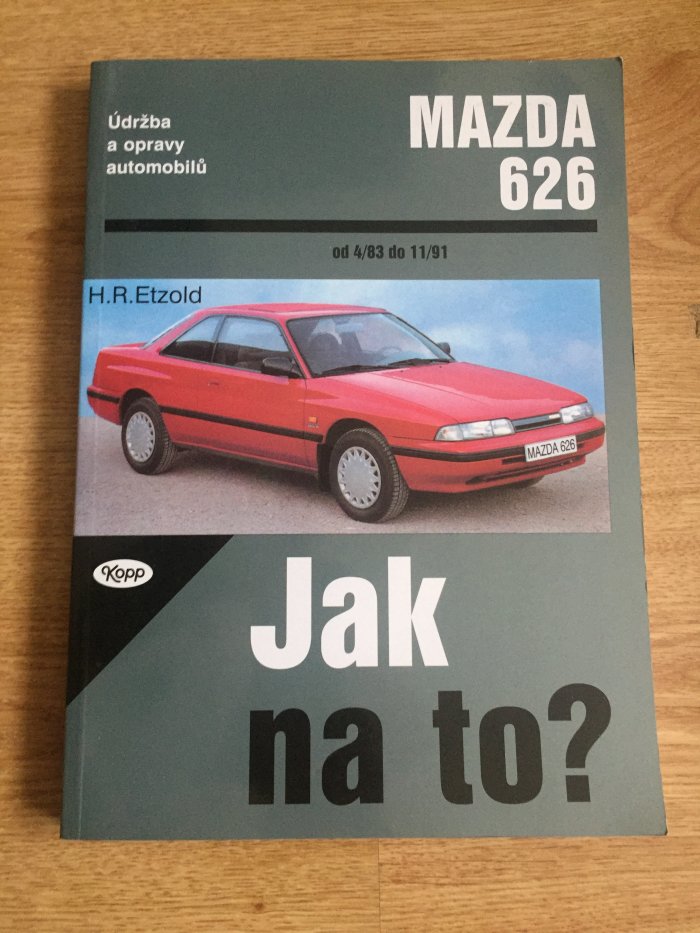 Údržba
a opravy
automobilů
MAZDA
626
od 4/83 do 11/91
H.R.Etzold
MAZDA 626
Kopp
Jak
na to?